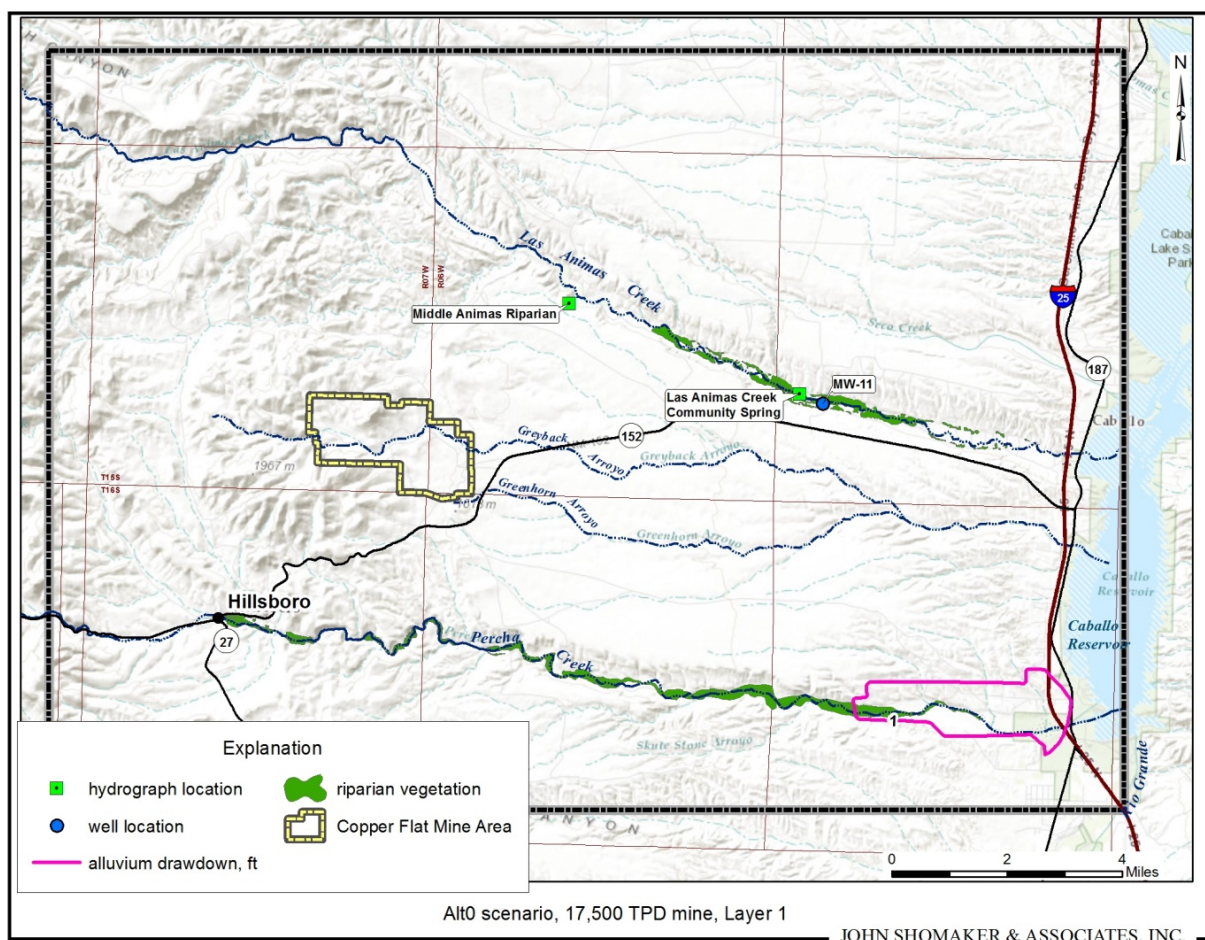 H CANYON
N
Las
Animas
Creek
R07W
R06W
Middle Animas Riparian
25
Seco Creek
187
MW-11
Las Animas Creek
Community Spring
Caballo
152
Greyback
Arroyo
Greyback Arroyo
1967 m
T15S
T16S
Greenhorn
Arroyo
Greenhorn Arroyo
Caballo
Reservoir
Hillsboro
27
Percha
Creek
Caballo
Reservoir
1
Skute Stone Arroyo
Rio Grande
ANYON
Explanation
hydrograph location
riparian vegetation
well location
Copper Flat Mine Area
alluvium drawdown, ft
0 2 4
Miles
Alt0 scenario, 17,500 TPD mine, Layer 1
JOHN SHOMAKER & ASSOCIATES, INC.